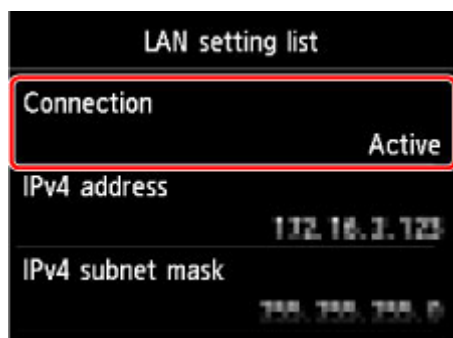 LAN setting list
Connection
Active
IPv4 address
IPv4 subnet mask